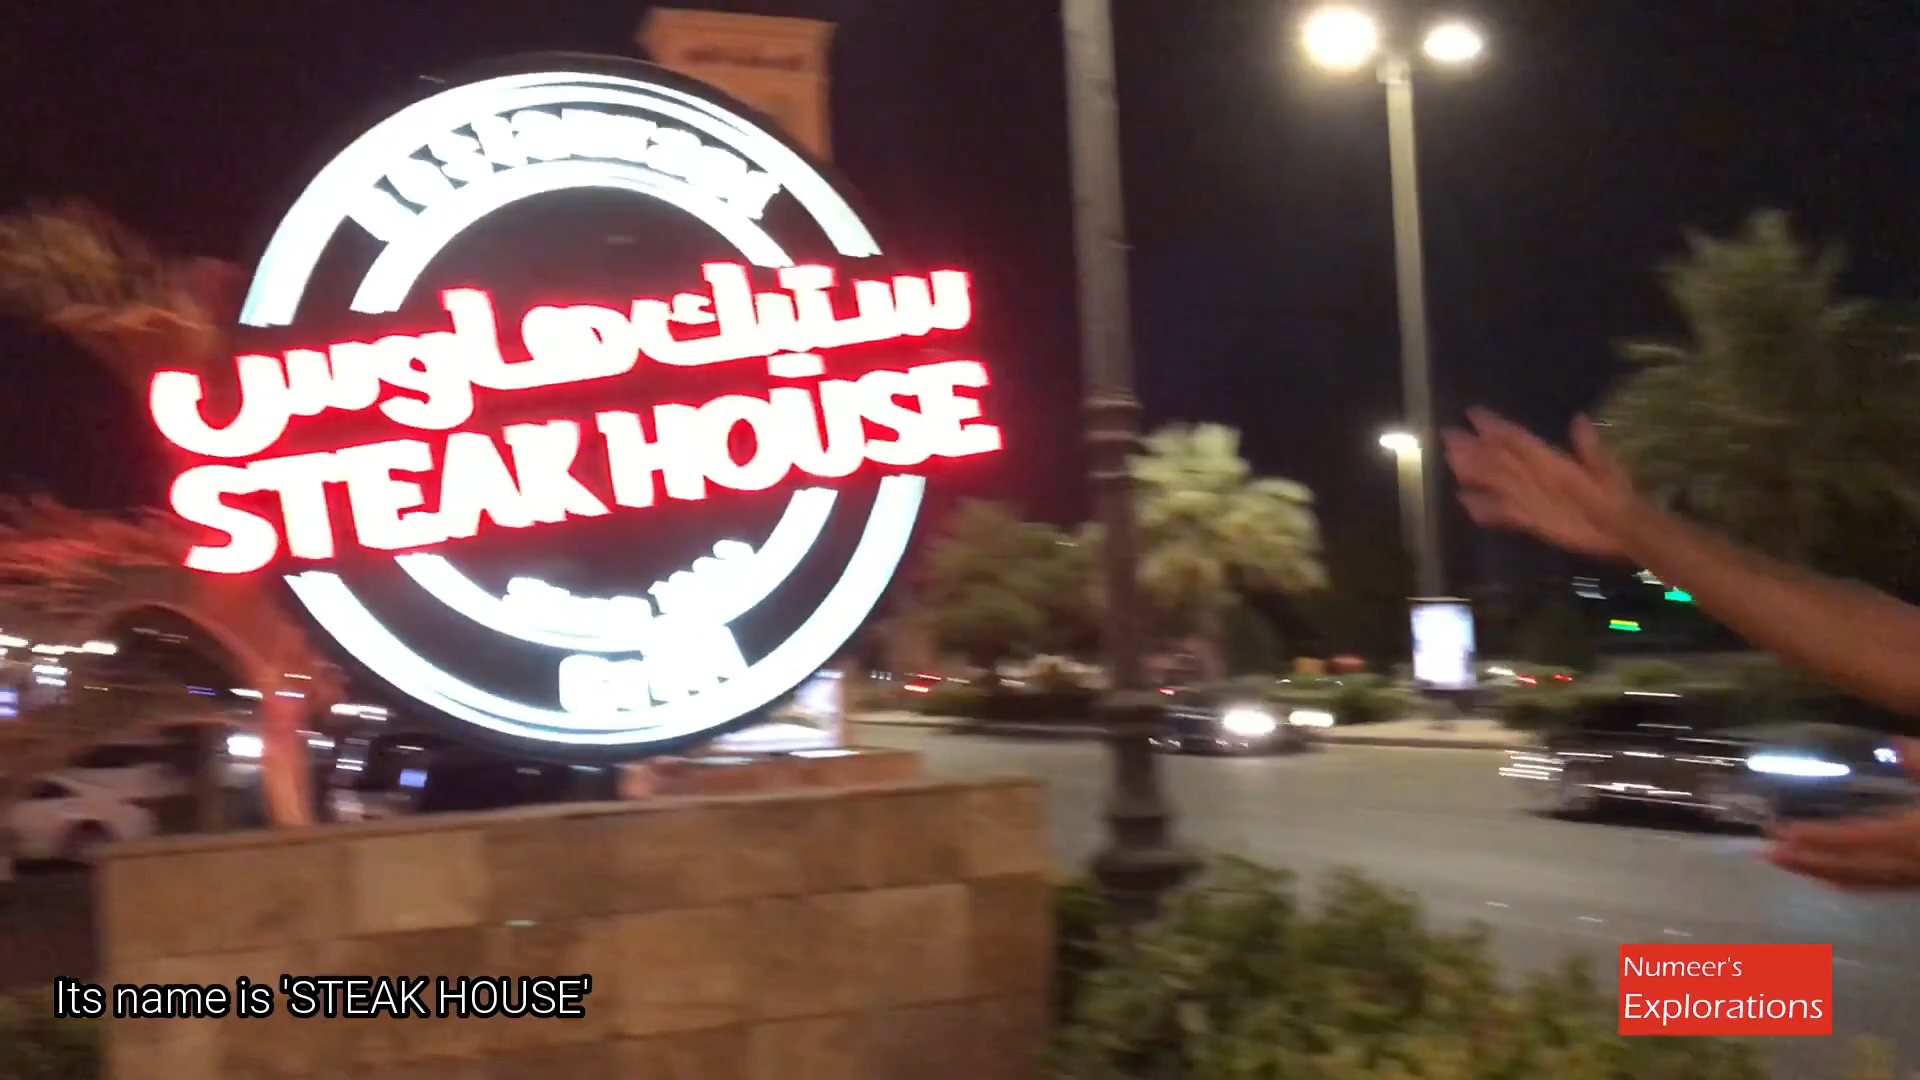 ستيك هاوس
STEAK HOUSE
Its name is 'STEAK HOUSE'
Numeer's
Explorations